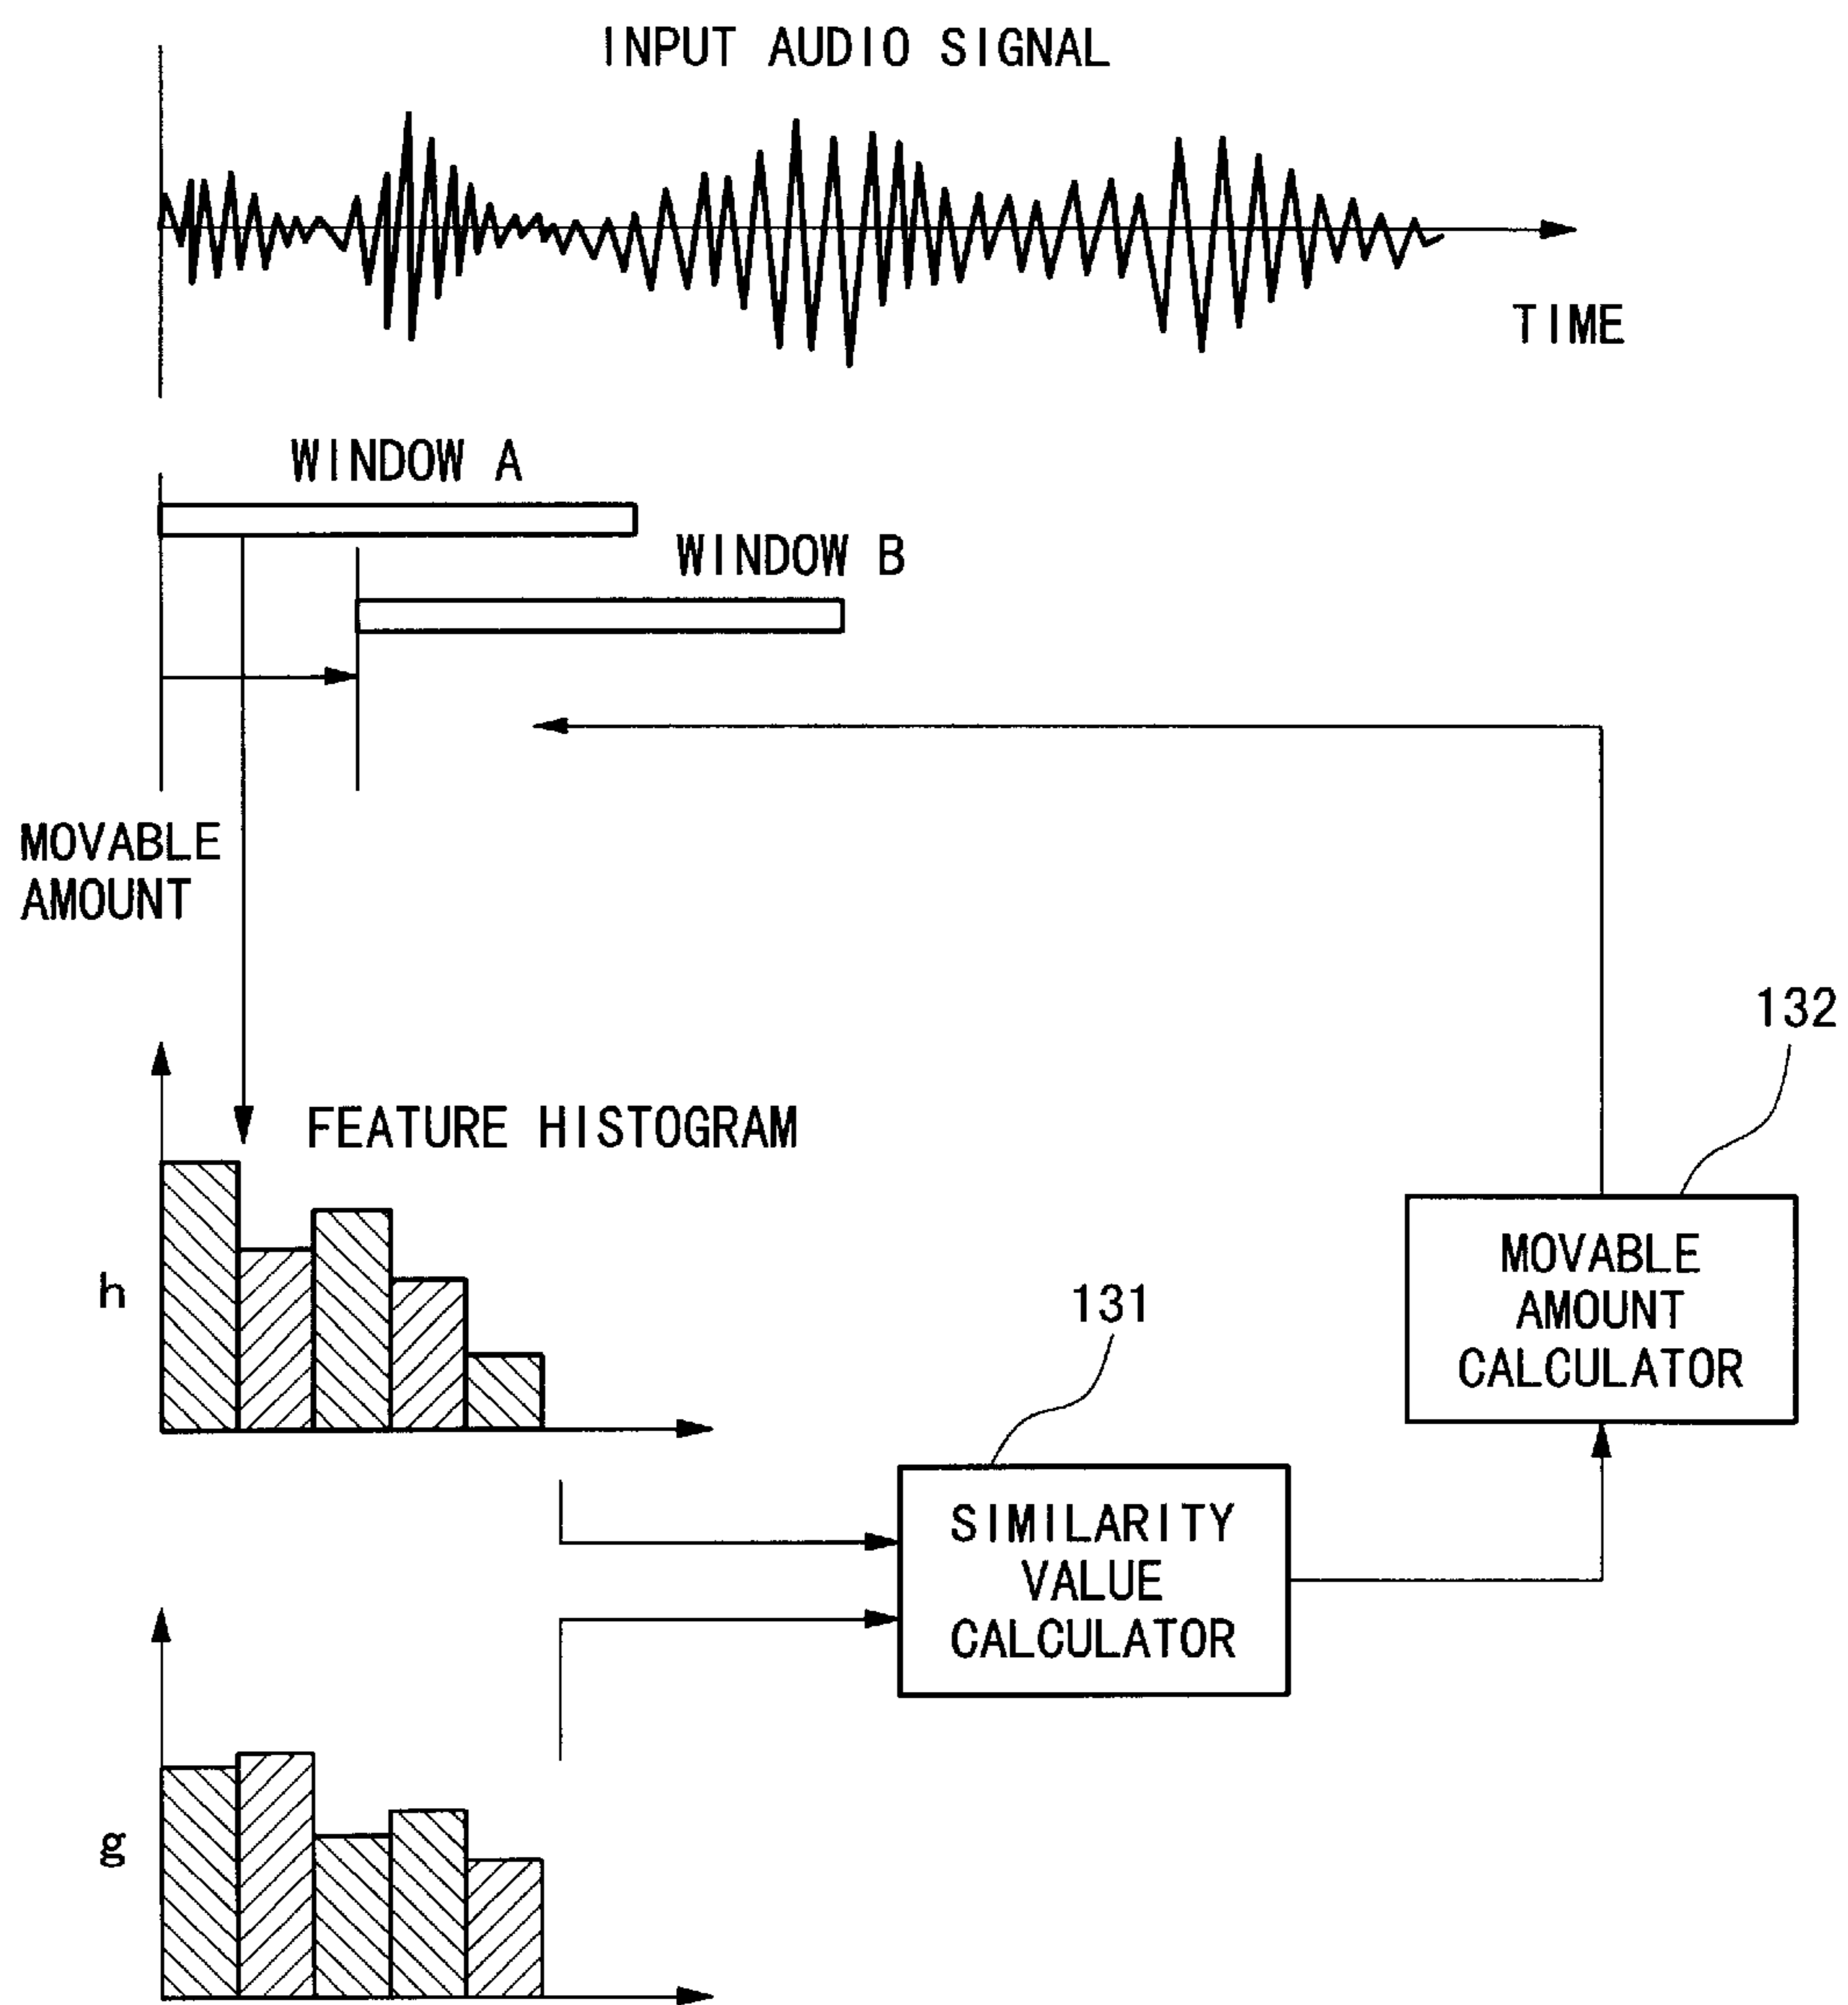 INPUT AUDIO SIGNAL
TIME
WINDOW A
WINDOW B
MOVABLE
AMOUNT
132
FEATURE HISTOGRAM
h
MOVABLE
AMOUNT
CALCULATOR
131
SIMILARITY
VALUE
CALCULATOR
g